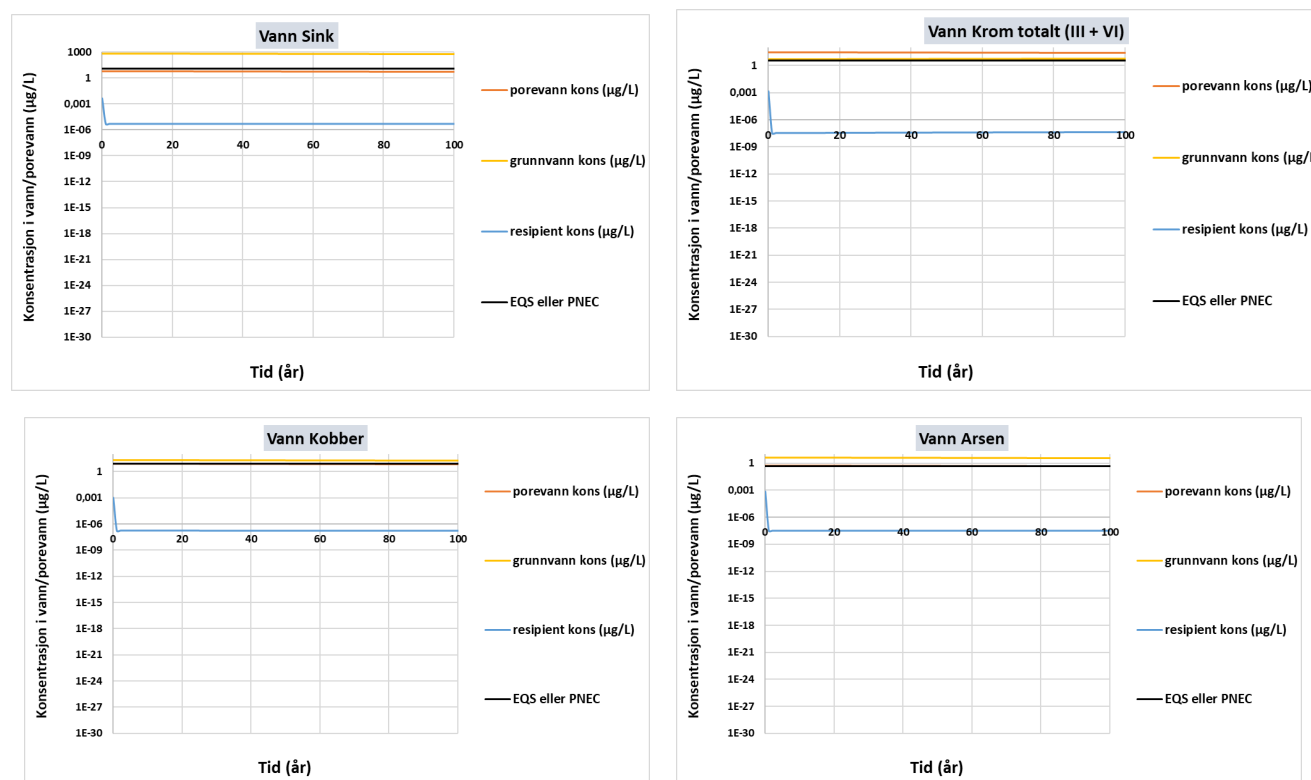 Vann Sink
Konsentrasjon i vann/porevann (µg/L)
1000
1
0,001
1E-06
1E-09
1E-12
1E-15
1E-18
1E-21
1E-24
1E-27
1E-30
0 20 40 60 80 100
Tid (år)
porevann kons (µg/L)
grunnvann kons (µg/L)
resipient kons (µg/L)
EQS eller PNEC
Vann Krom totalt (III + VI)
Konsentrasjon i vann/porevann (µg/L)
1
0,001
1E-06
1E-09
1E-12
1E-15
1E-18
1E-21
1E-24
1E-27
1E-30
0 20 40 60 80 100
Tid (år)
porevann kons (µg/L)
grunnvann kons (µg/L
resipient kons (µg/L)
EQS eller PNEC
Vann Kobber
Konsentrasjon i vann/porevann (µg/L)
1
0,001
1E-06
1E-09
1E-12
1E-15
1E-18
1E-21
1E-24
1E-27
1E-30
0 20 40 60 80 100
Tid (år)
porevann kons (µg/L)
grunnvann kons (µg/L)
resipient kons (µg/L)
EQS eller PNEC
Vann Arsen
Konsentrasjon i vann/porevann (µg/L)
1
0,001
1E-06
1E-09
1E-12
1E-15
1E-18
1E-21
1E-24
1E-27
1E-30
0 20 40 60 80 100
Tid (år)
porevann kons (µg/L)
grunnvann kons (µg/L)
resipient kons (µg/L)
EQS eller PNEC